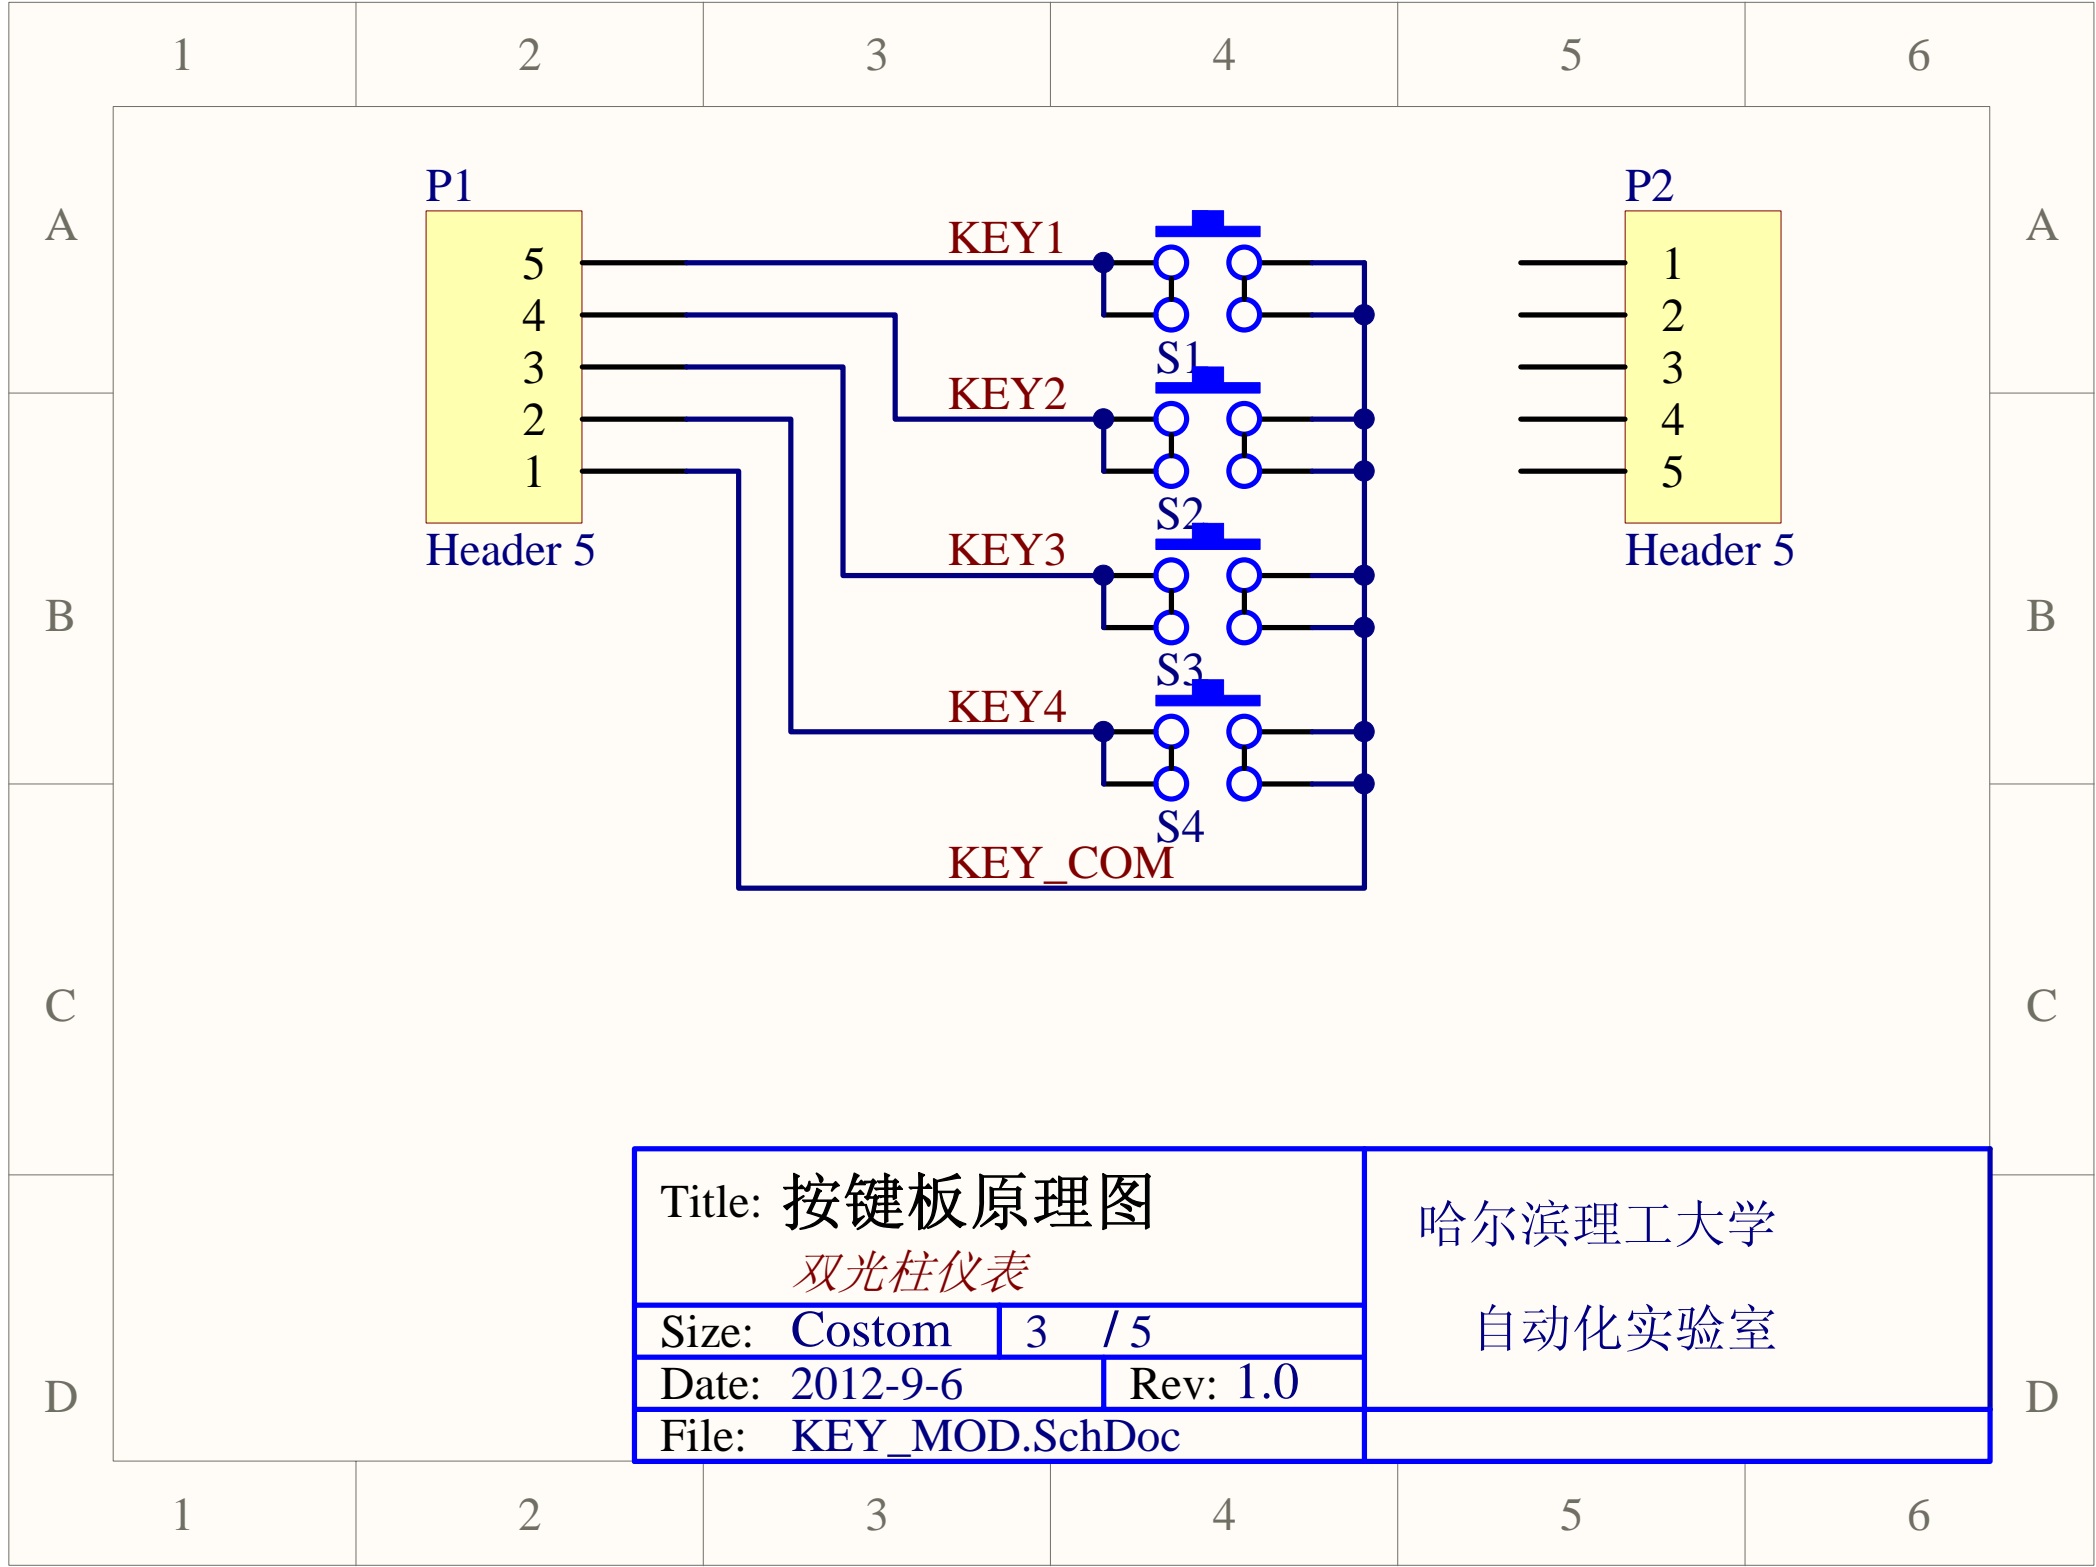 1 2 3 4 5 6
A A
P1 P2
KEY1
5 1
4 2
S1
3 3
KEY2
2 4
1 5
S2
Header 5 KEY3 Header 5
B B
S3
KEY4
S4
KEY_COM
C C
Title: 按键板原理图
哈尔滨理工大学
双光柱仪表
Size: Costom 3 / 5
自动化实验室
Date: 2012-9-6 Rev: 1.0
D D
File: KEY_MOD.SchDoc
1 2 3 4 5 6